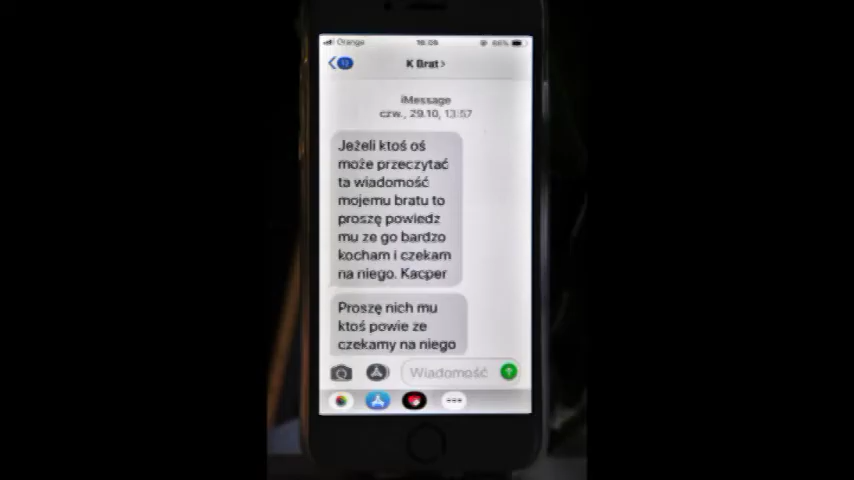 Orange
18:09
66%
13
K Brat >
iMessage
czw., 29.10, 13:57
Jeżeli ktoś oś
może przeczytać
ta wiadomość
mojemu bratu to
proszę powiedz
mu ze go bardzo
kocham i czekam
na niego. Kacper
Proszę nich mu
ktoś powie ze
czekamy na niego
Wiadomość